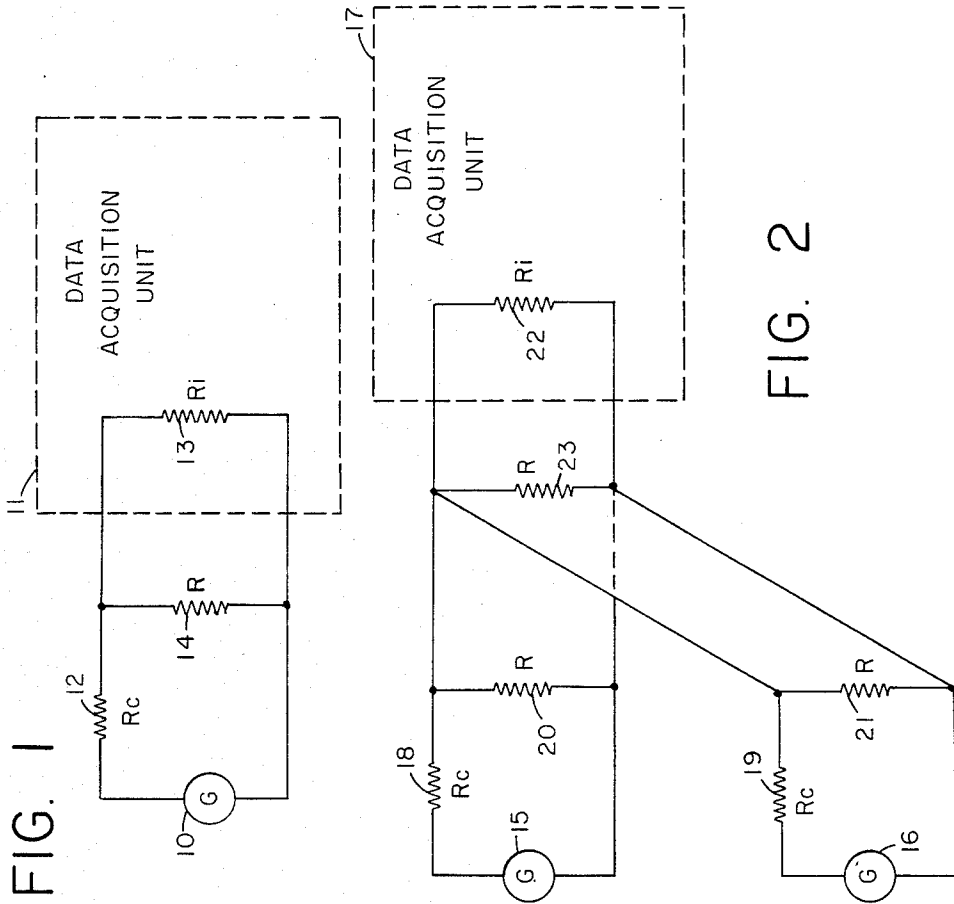 FIG. 1
10
G
12
Rc
14
R
11
13
Ri
DATA
ACQUISITION
UNIT
FIG. 2
15
G
18
Rc
20
R
R
23
17
22
Ri
DATA
ACQUISITION
UNIT
16
G
19
Rc
21
R